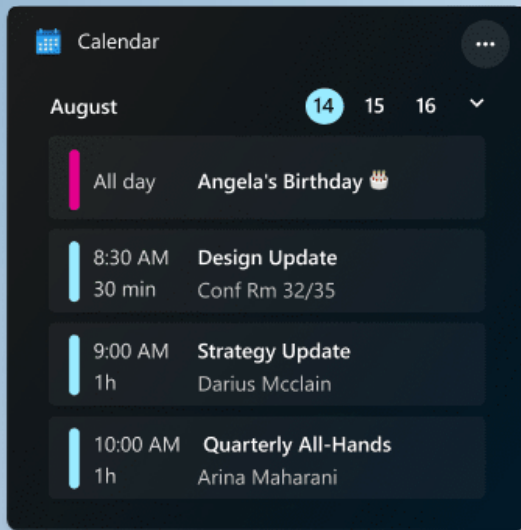 Calendar
August 14 15 16
All day Angela's Birthday 🎂
8:30 AM Design Update
30 min Conf Rm 32/35
9:00 AM Strategy Update
1h Darius Mcclain
10:00 AM Quarterly All-Hands
1h Arina Maharani